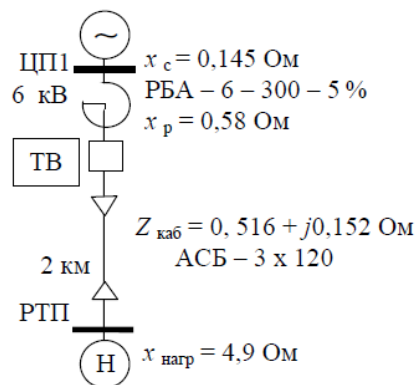 ~
ЦП1
x с = 0,145 Ом
6 кВ
РБА – 6 – 300 – 5 %
x р = 0,58 Ом
ТВ
Z каб = 0, 516 + j0,152 Ом
2 км
АСБ – 3 х 120
РТП
Н
x нагр = 4,9 Ом